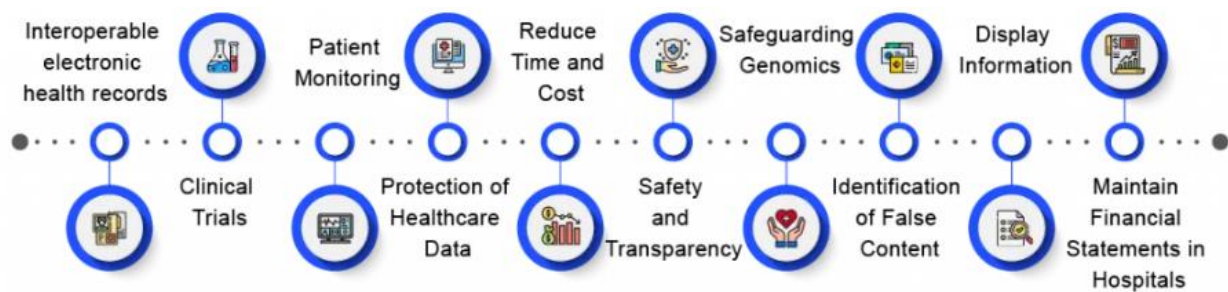 Interoperable
electronic
health records
Clinical
Trials
Patient
Monitoring
Protection of
Healthcare
Data
Reduce
Time and
Cost
Safety
and
Transparency
Safeguarding
Genomics
Identification
of False
Content
Display
Information
Maintain
Financial
Statements in
Hospitals